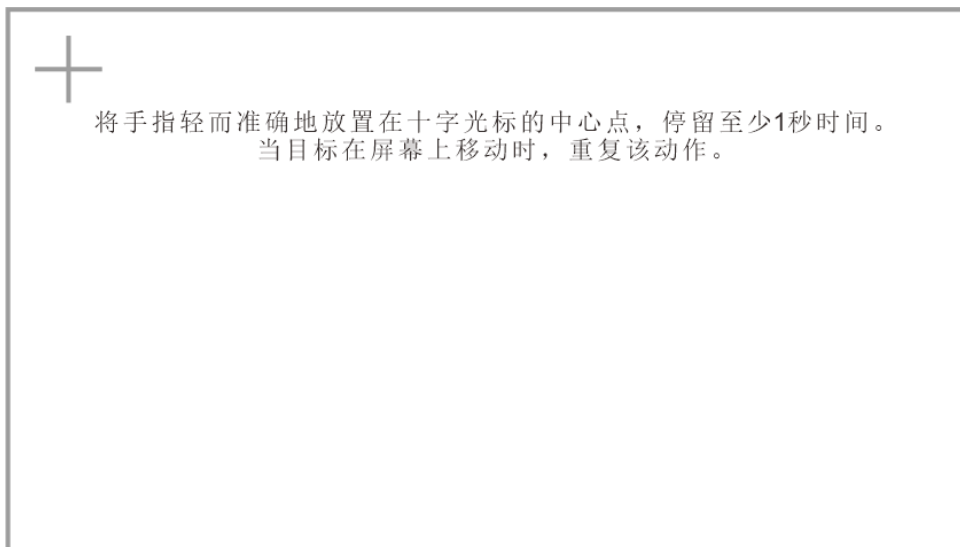 将手指轻而准确地放置在十字光标的中心点，停留至少1秒时间。
当目标在屏幕上移动时，重复该动作。